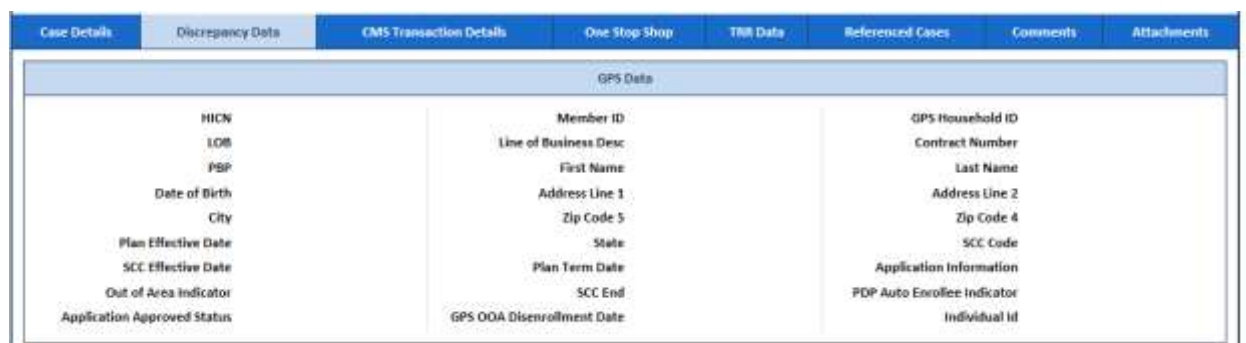 Case Details Discrepancy Data CMS Transaction Details One Stop Shop TRR Data Referenced Cases Comments Attachments
GPS Data
HICN Member ID GPS Household ID
LOB Line of Business Desc Contract Number
PBP First Name Last Name
Date of Birth Address Line 1 Address Line 2
City Zip Code 5 Zip Code 4
Plan Effective Date State SCC Code
SCC Effective Date Plan Term Date Application Information
Out of Area Indicator SCC End PDP Auto Enrollee Indicator
Application Approved Status GPS OOA Disenrollment Date Individual Id